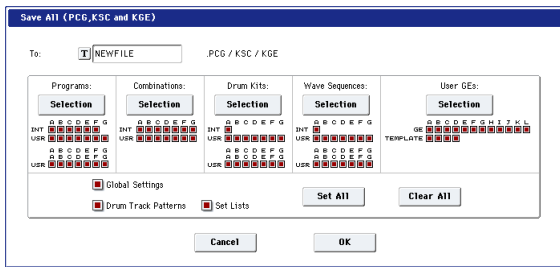 Save All (PCG,KSC and KGE)
To: T NEWFILE .PCG / KSC / KGE
Programs: Combinations: Drum Kits: Wave Sequences: User GEs:
Selection Selection Selection Selection Selection
A B C D E F G A B C D E F G A B C D E F G A B C D E F G A B C D E F G H I J K L
INT INT INT INT GE
USR USR USR USR TEMPLATE
A B C D E F G A B C D E F G A B C D E F G
A B C D E F G A B C D E F G A B C D E F G
USR USR USR
Global Settings
Drum Track Patterns Set Lists Set All Clear All
Cancel OK